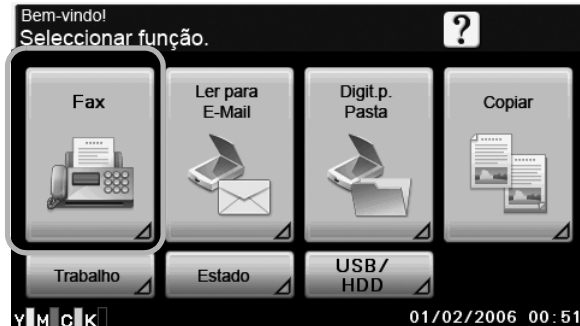 Bem-vindo!
Seleccionar função.
?
Fax
Ler para
E-Mail
Digit.p.
Pasta
Copiar
Trabalho
Estado
USB/
HDD
Y M C K
01/02/2006 00:51